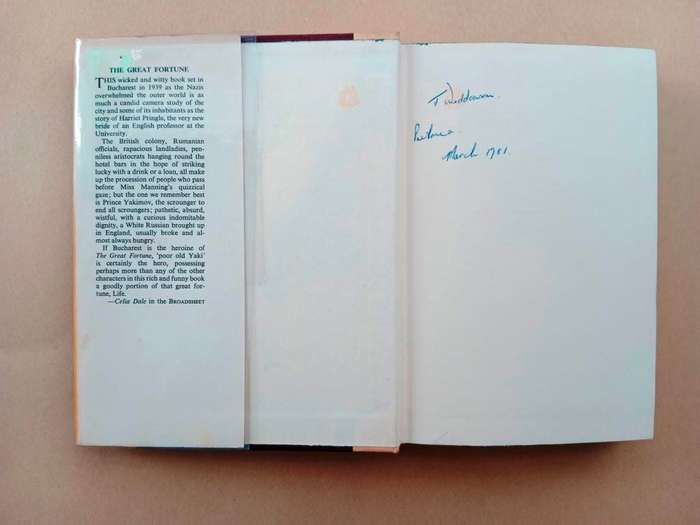 THE GREAT FORTUNE
THIS wicked and witty book set in
Bucharest in 1939 as the Nazis
overwhelmed the outer world is as
much a candid camera study of the
city and some of its inhabitants as the
story of Harriet Pringle, the very new
bride of an English professor at the
University.
The British colony, Rumanian
officials, rapacious landladies, pen-
niless aristocrats hanging round the
hotel bars in the hope of striking
lucky with a drink or a loan, all make
up the procession of people who pass
before Miss Manning's quizzical
gaze; but the one we remember best
is Prince Yakimov, the scrounger to
end all scroungers; pathetic, absurd,
wistful, with a curious indomitable
dignity, a White Russian brought up
in England, usually broke and al-
most always hungry.
If Bucharest is the heroine of
The Great Fortune, 'poor old Yaki'
is certainly the hero, possessing
perhaps more than any of the other
characters in this rich and funny book
a goodly portion of that great for-
tune, Life.
—Celia Dale in the BROADSHEET
March